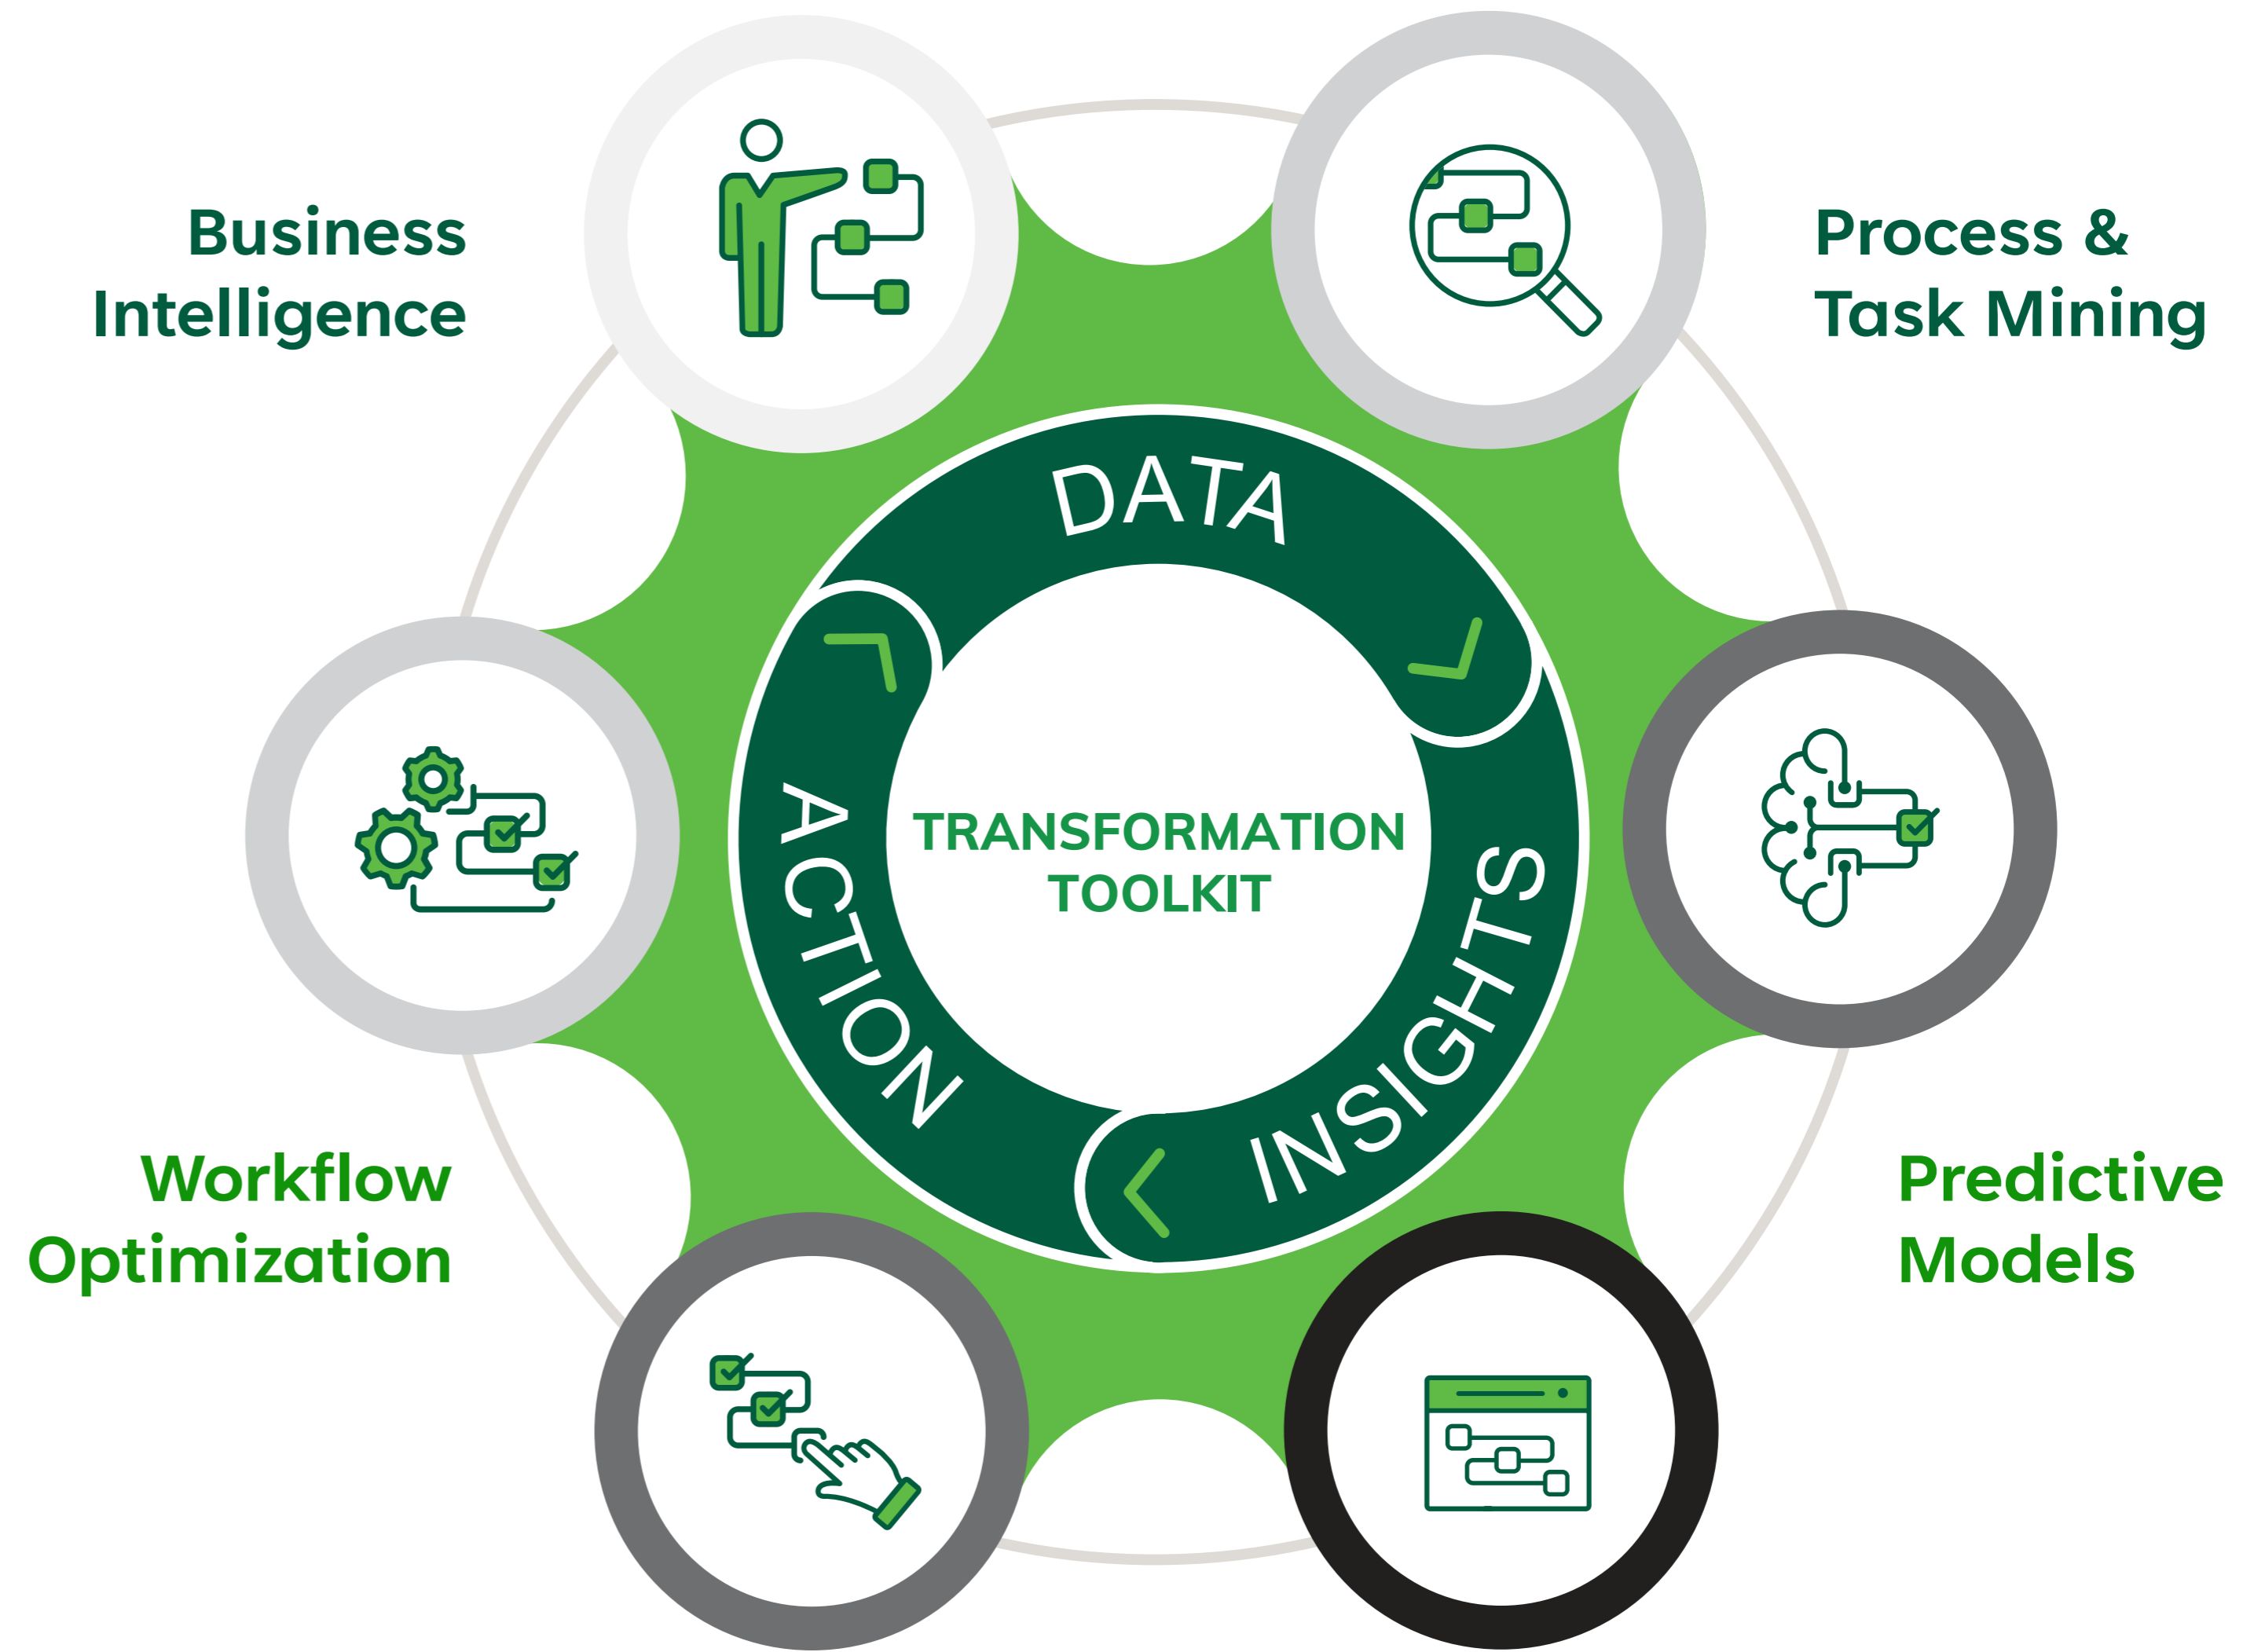 Business
Intelligence
Process &
Task Mining
DATA
INSIGHTS
ACTION
TRANSFORMATION
TOOLKIT
Workflow
Optimization
Predictive
Models